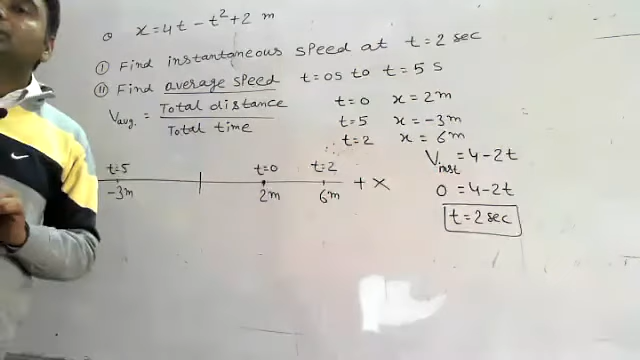 x = 4t - t² + 2 m
(I) Find instantaneous speed at t = 2 sec
(II) Find average speed t = 0s to t = 5 s
Vavg. = Total distance / Total time
t = 0 x = 2m
t = 5 x = -3m
t = 2 x = 6m
Vinst = 4 - 2t
0 = 4 - 2t
t = 2 sec
t = 5 t = 0 t = 2
-3m 2m 6m + x